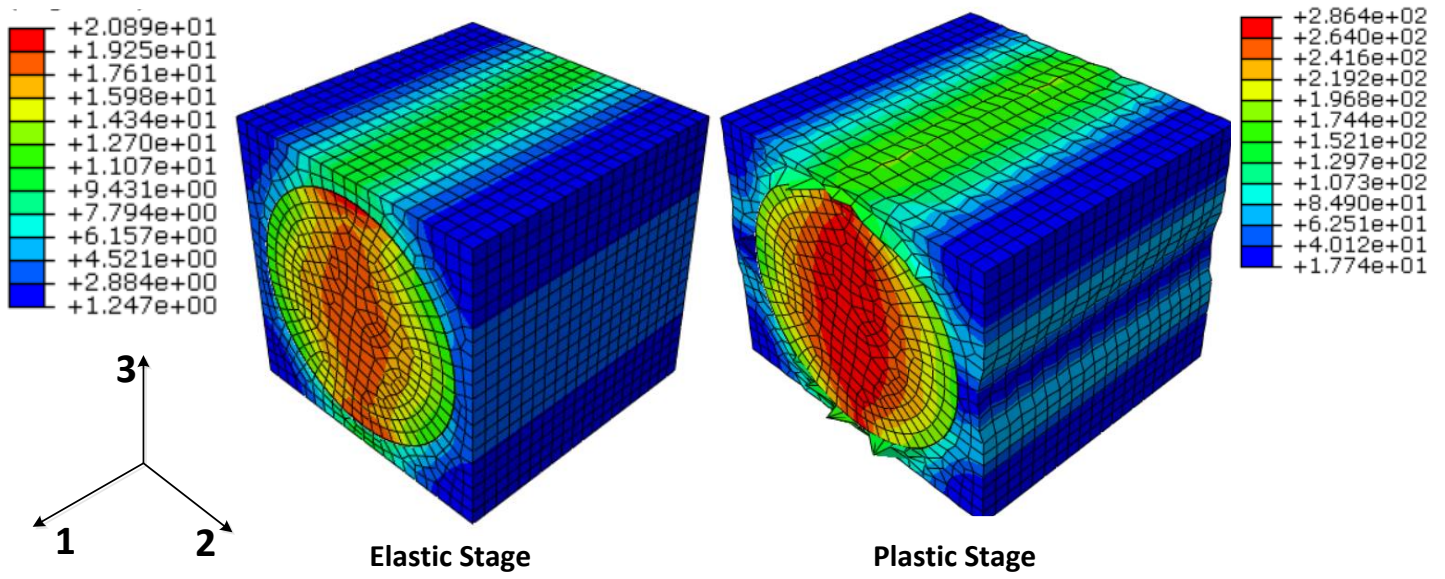 +2.089e+01
+1.925e+01
+1.761e+01
+1.598e+01
+1.434e+01
+1.270e+01
+1.107e+01
+9.431e+00
+7.794e+00
+6.157e+00
+4.521e+00
+2.884e+00
+1.247e+00
+2.864e+02
+2.640e+02
+2.416e+02
+2.192e+02
+1.968e+02
+1.744e+02
+1.521e+02
+1.297e+02
+1.073e+02
+8.490e+01
+6.251e+01
+4.012e+01
+1.774e+01
3
1
2
Elastic Stage
Plastic Stage